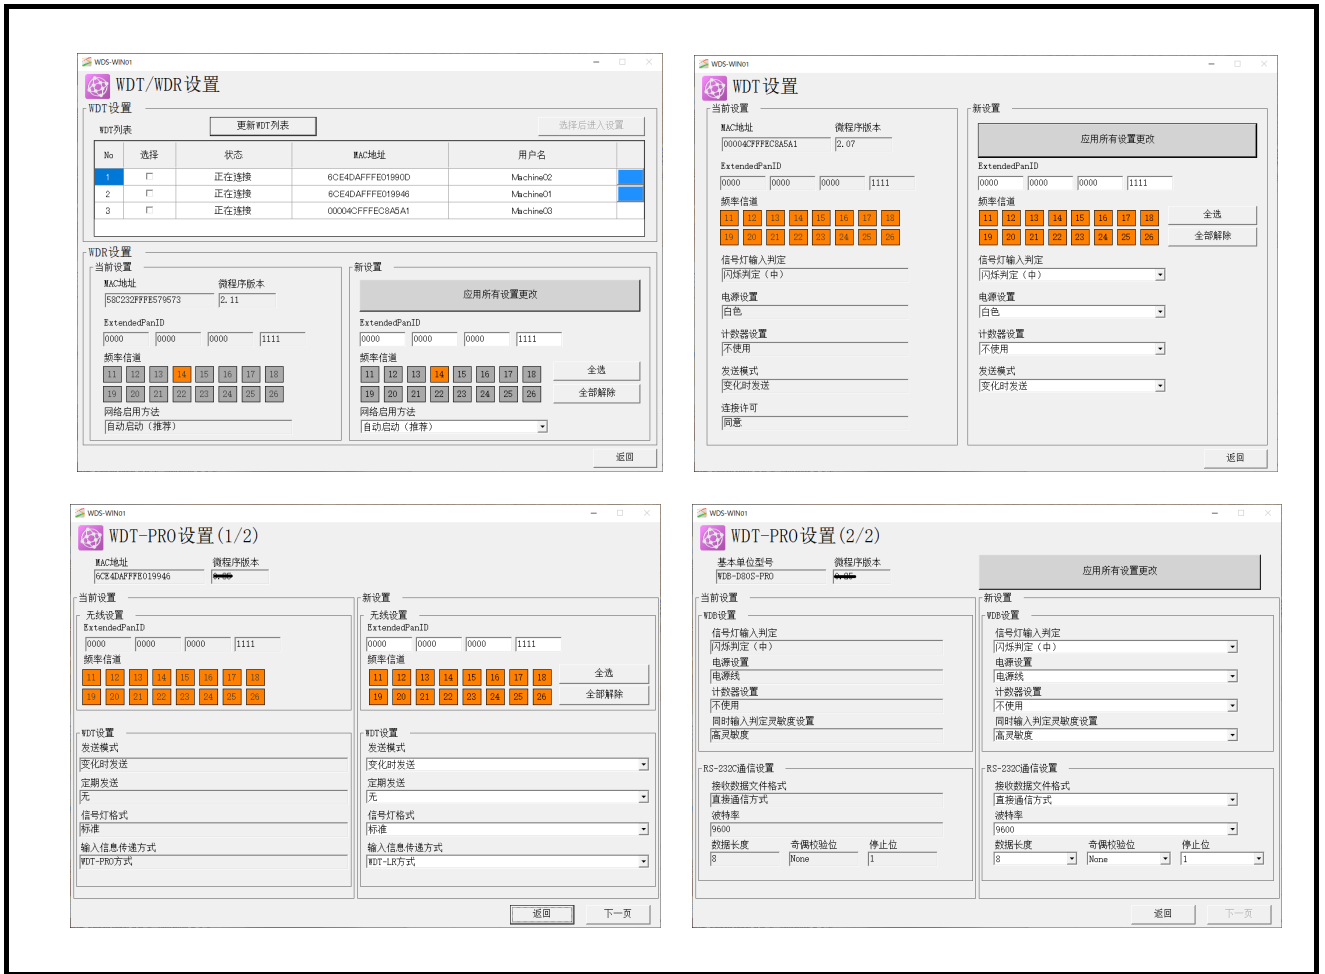 WDS-WIN01
WDT/WDR设置
WDT设置
WDT列表
更新WDT列表
选择后进入设置
No 选择 状态 MAC地址 用户名
1 正在连接 6CE4DAFFFE01990D Machine02
2 正在连接 6CE4DAFFFE019946 Machine01
3 正在连接 00004CFFFEC8A5A1 Machine03
WDR设置
当前设置
MAC地址 微程序版本
58C232FFFE579573 2.11
ExtendedPanID
0000 0000 0000 1111
频率信道
11 12 13 14 15 16 17 18
19 20 21 22 23 24 25 26
网络启用方法
自动启动（推荐）
新设置
应用所有设置更改
ExtendedPanID
0000 0000 0000 1111
频率信道
11 12 13 14 15 16 17 18
全选
19 20 21 22 23 24 25 26
全部解除
网络启用方法
自动启动（推荐）
返回
WDS-WIN01
WDT设置
当前设置
MAC地址 微程序版本
00004CFFFEC8A5A1 2.07
ExtendedPanID
0000 0000 0000 1111
频率信道
11 12 13 14 15 16 17 18
19 20 21 22 23 24 25 26
信号灯输入判定
闪烁判定（中）
电源设置
白色
计数器设置
不使用
发送模式
变化时发送
连接许可
同意
新设置
应用所有设置更改
ExtendedPanID
0000 0000 0000 1111
频率信道
11 12 13 14 15 16 17 18
全选
19 20 21 22 23 24 25 26
全部解除
信号灯输入判定
闪烁判定（中）
电源设置
白色
计数器设置
不使用
发送模式
变化时发送
返回
WDS-WIN01
WDT-PRO设置(1/2)
MAC地址 微程序版本
6CE4DAFFFE019946
当前设置
无线设置
ExtendedPanID
0000 0000 0000 1111
频率信道
11 12 13 14 15 16 17 18
19 20 21 22 23 24 25 26
WDT设置
发送模式
变化时发送
定期发送
无
信号灯格式
标准
输入信息传递方式
WDT-PRO方式
新设置
无线设置
ExtendedPanID
0000 0000 0000 1111
频率信道
11 12 13 14 15 16 17 18
全选
19 20 21 22 23 24 25 26
全部解除
WDT设置
发送模式
变化时发送
定期发送
无
信号灯格式
标准
输入信息传递方式
WDT-LR方式
返回
下一页
WDS-WIN01
WDT-PRO设置(2/2)
基本单位型号 微程序版本
WDB-D80S-PRO
应用所有设置更改
当前设置
WDB设置
信号灯输入判定
闪烁判定（中）
电源设置
电源线
计数器设置
不使用
同时输入判定灵敏度设置
高灵敏度
RS-232C通信设置
接收数据文件格式
直接通信方式
波特率
9600
数据长度 奇偶校验位 停止位
8 None 1
新设置
WDB设置
信号灯输入判定
闪烁判定（中）
电源设置
电源线
计数器设置
不使用
同时输入判定灵敏度设置
高灵敏度
RS-232C通信设置
接收数据文件格式
直接通信方式
波特率
9600
数据长度 奇偶校验位 停止位
8 None 1
返回
下一页